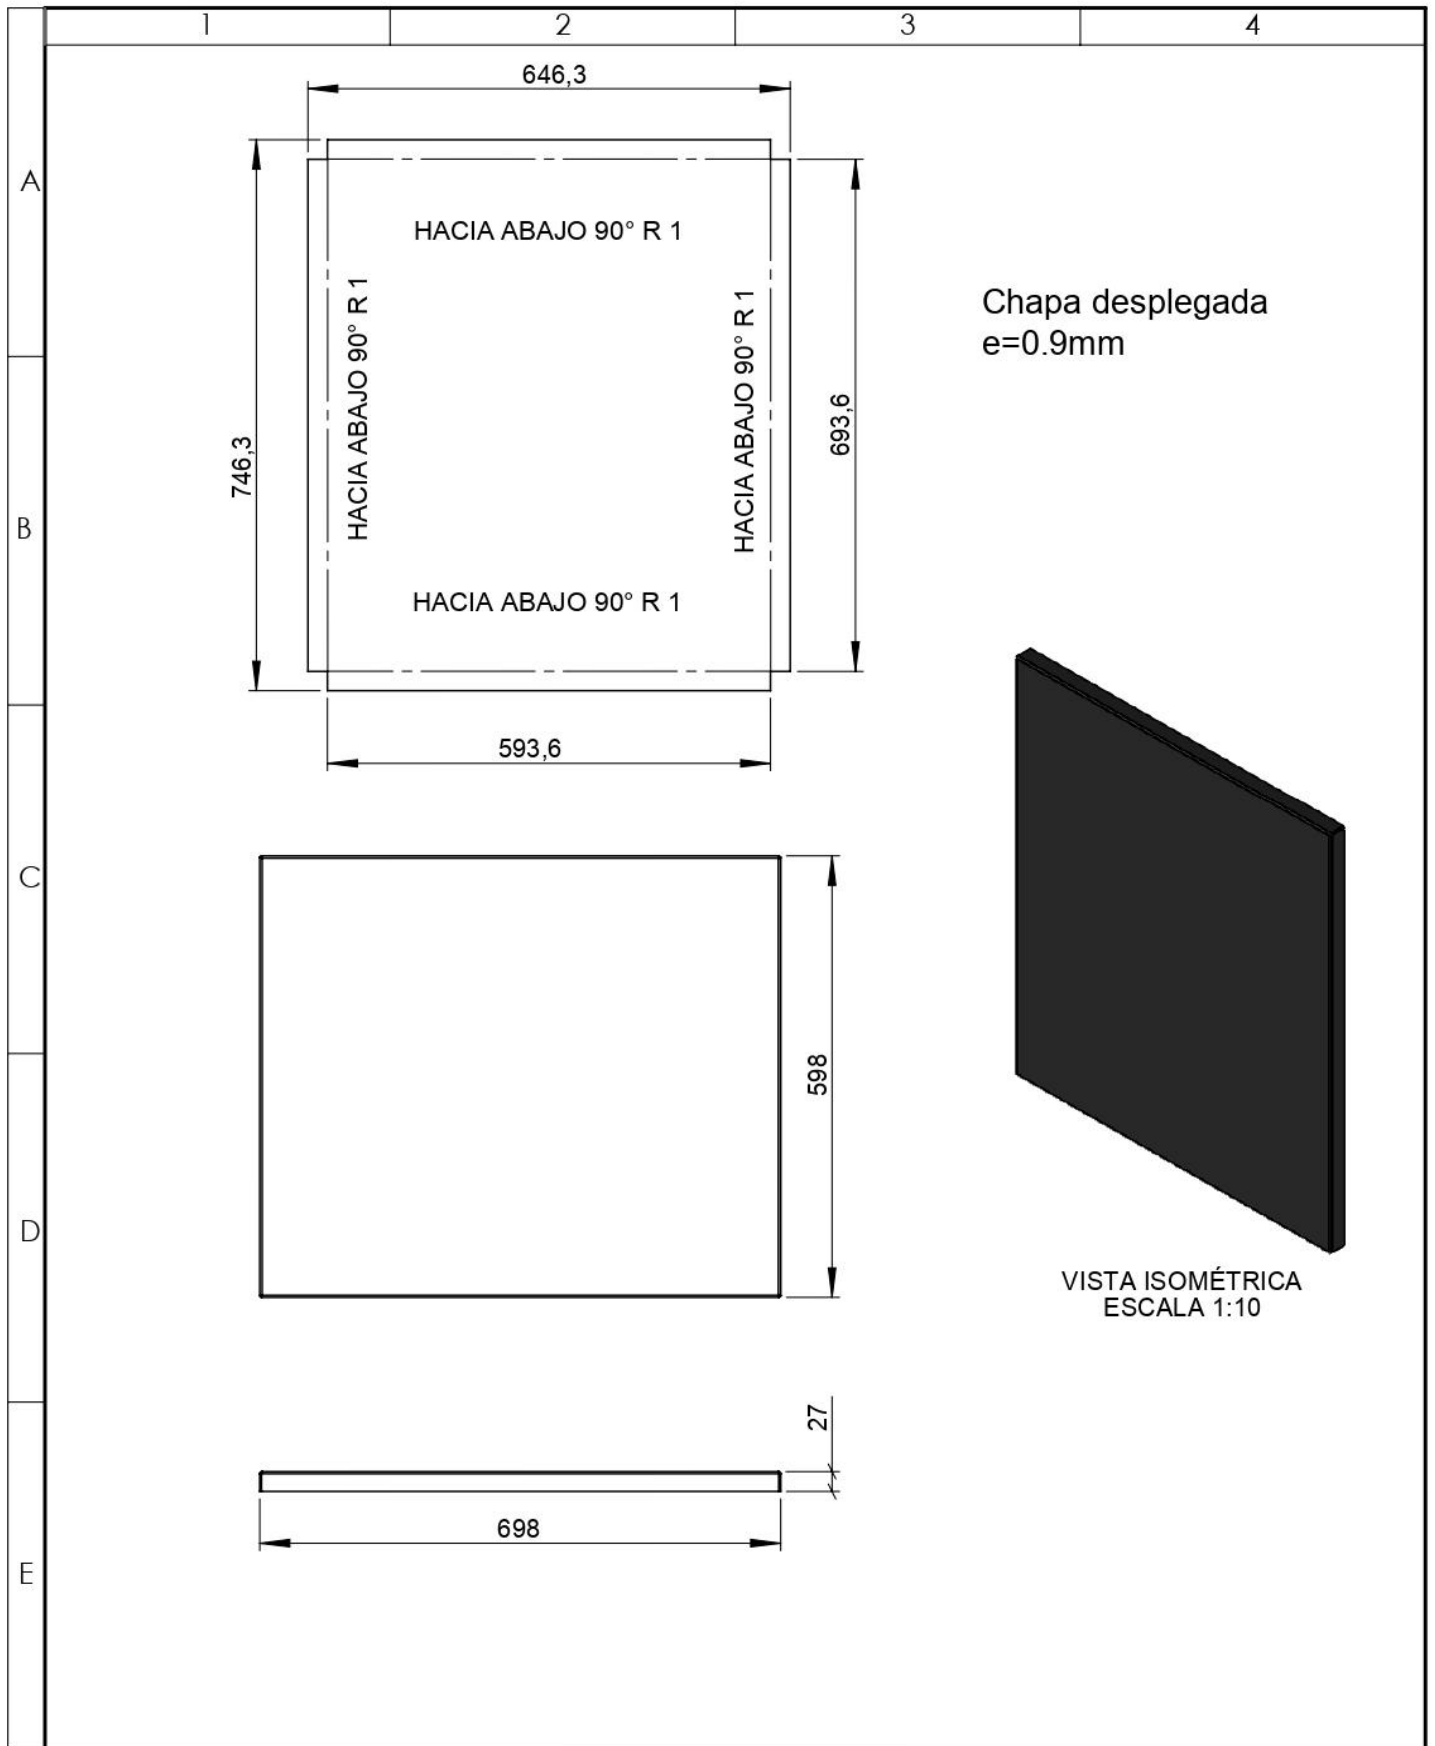 1
2
3
4
A
B
C
D
E
646,3
746,3
693,6
593,6
HACIA ABAJO 90° R 1
HACIA ABAJO 90° R 1
HACIA ABAJO 90° R 1
HACIA ABAJO 90° R 1
Chapa desplegada
e=0.9mm
598
VISTA ISOMÉTRICA
ESCALA 1:10
27
698